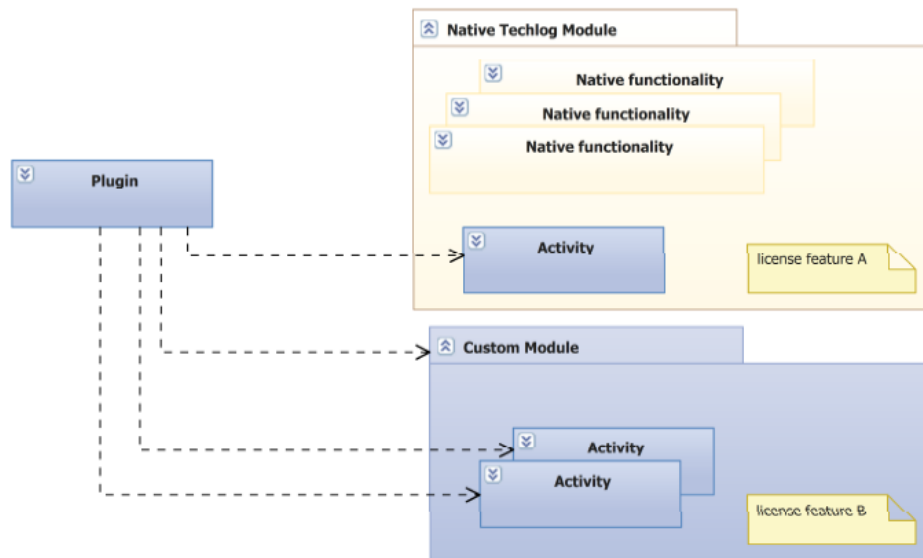 Native Techlog Module
Native functionality
Native functionality
Native functionality
Plugin
Activity
license feature A
Custom Module
Activity
Activity
license feature B